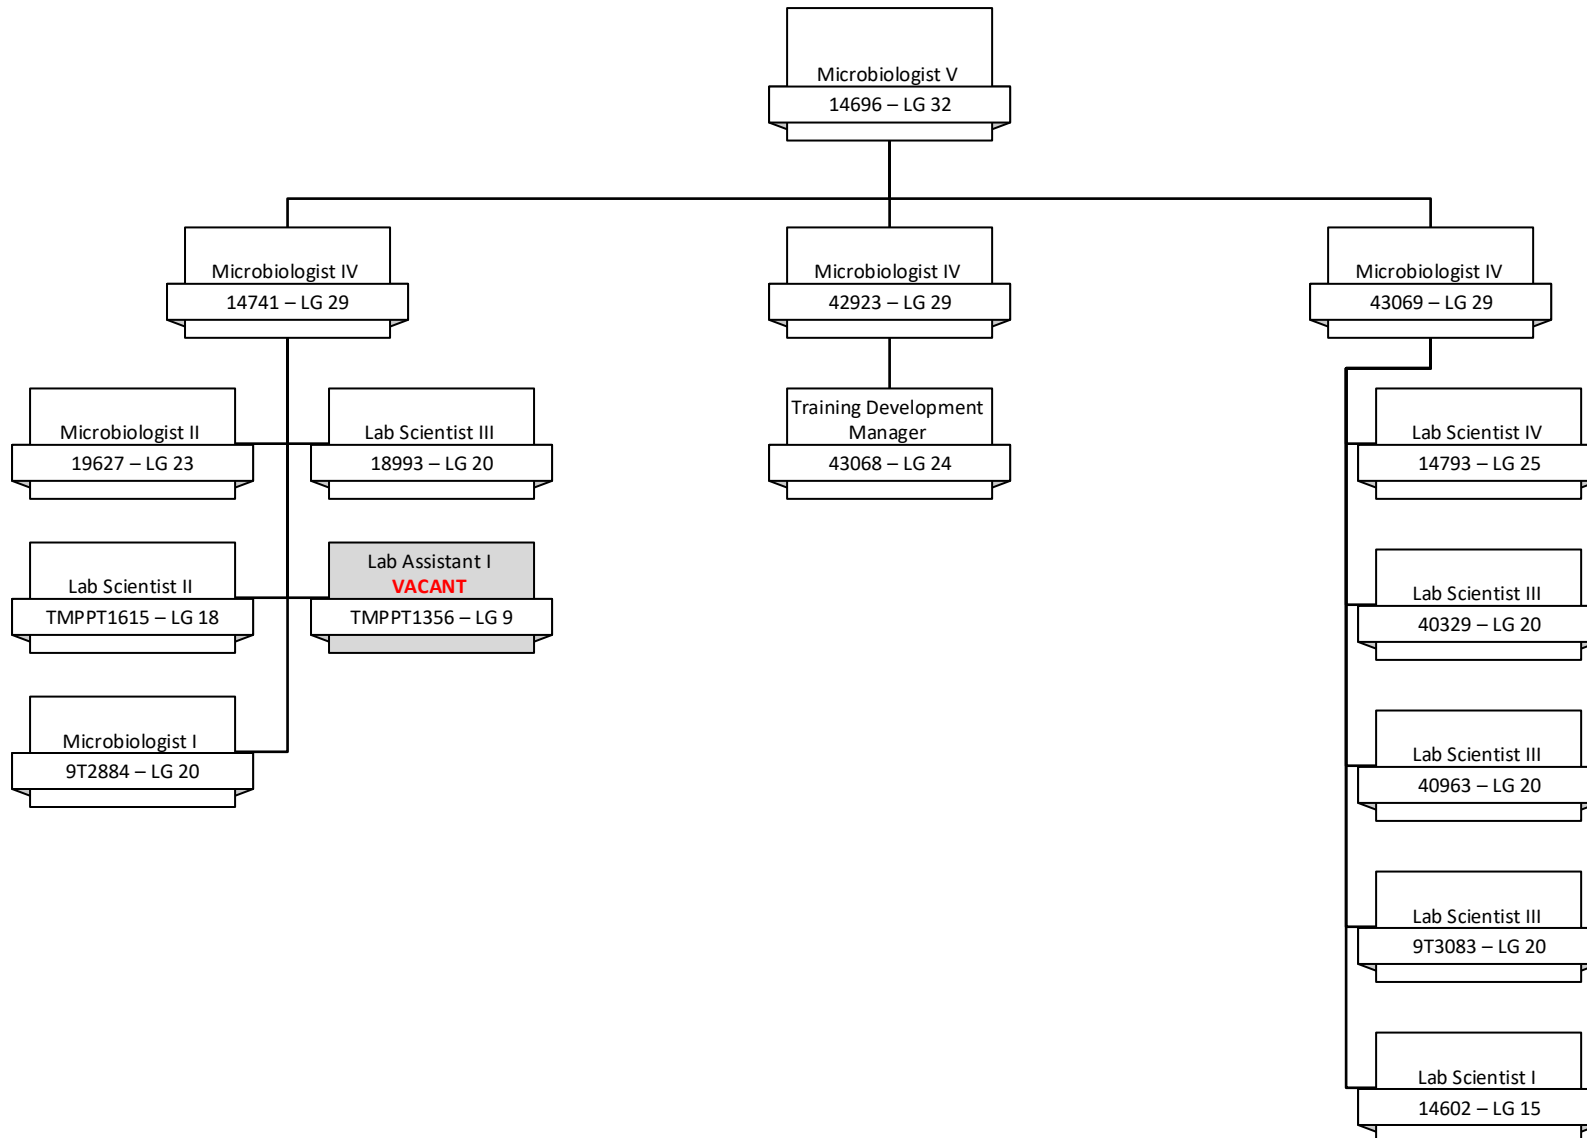 Microbiologist V
14696 – LG 32
Microbiologist IV
14741 – LG 29
Microbiologist IV
42923 – LG 29
Microbiologist IV
43069 – LG 29
Microbiologist II
19627 – LG 23
Lab Scientist III
18993 – LG 20
Lab Scientist II
TMPPT1615 – LG 18
Lab Assistant I
VACANT
TMPPT1356 – LG 9
Microbiologist I
9T2884 – LG 20
Training Development
Manager
43068 – LG 24
Lab Scientist IV
14793 – LG 25
Lab Scientist III
40329 – LG 20
Lab Scientist III
40963 – LG 20
Lab Scientist III
9T3083 – LG 20
Lab Scientist I
14602 – LG 15